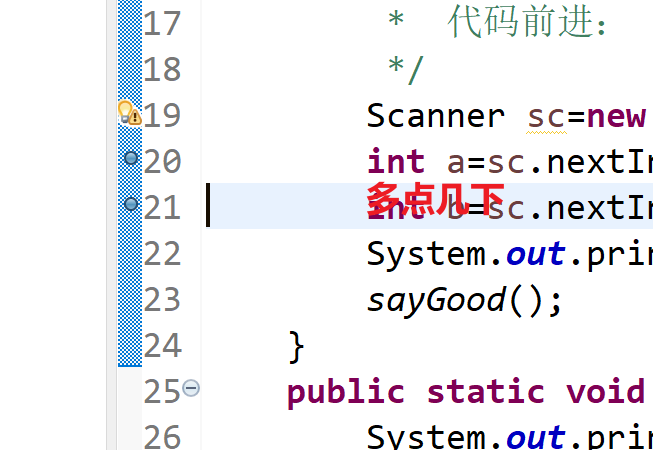 17 * 代码前进：
18 */
19 Scanner sc=new
20 int a=sc.nextIn
多点几下
21 int b=sc.nextIn
22 System.out.prin
23 sayGood();
24 }
25 public static void
26 System.out.prin